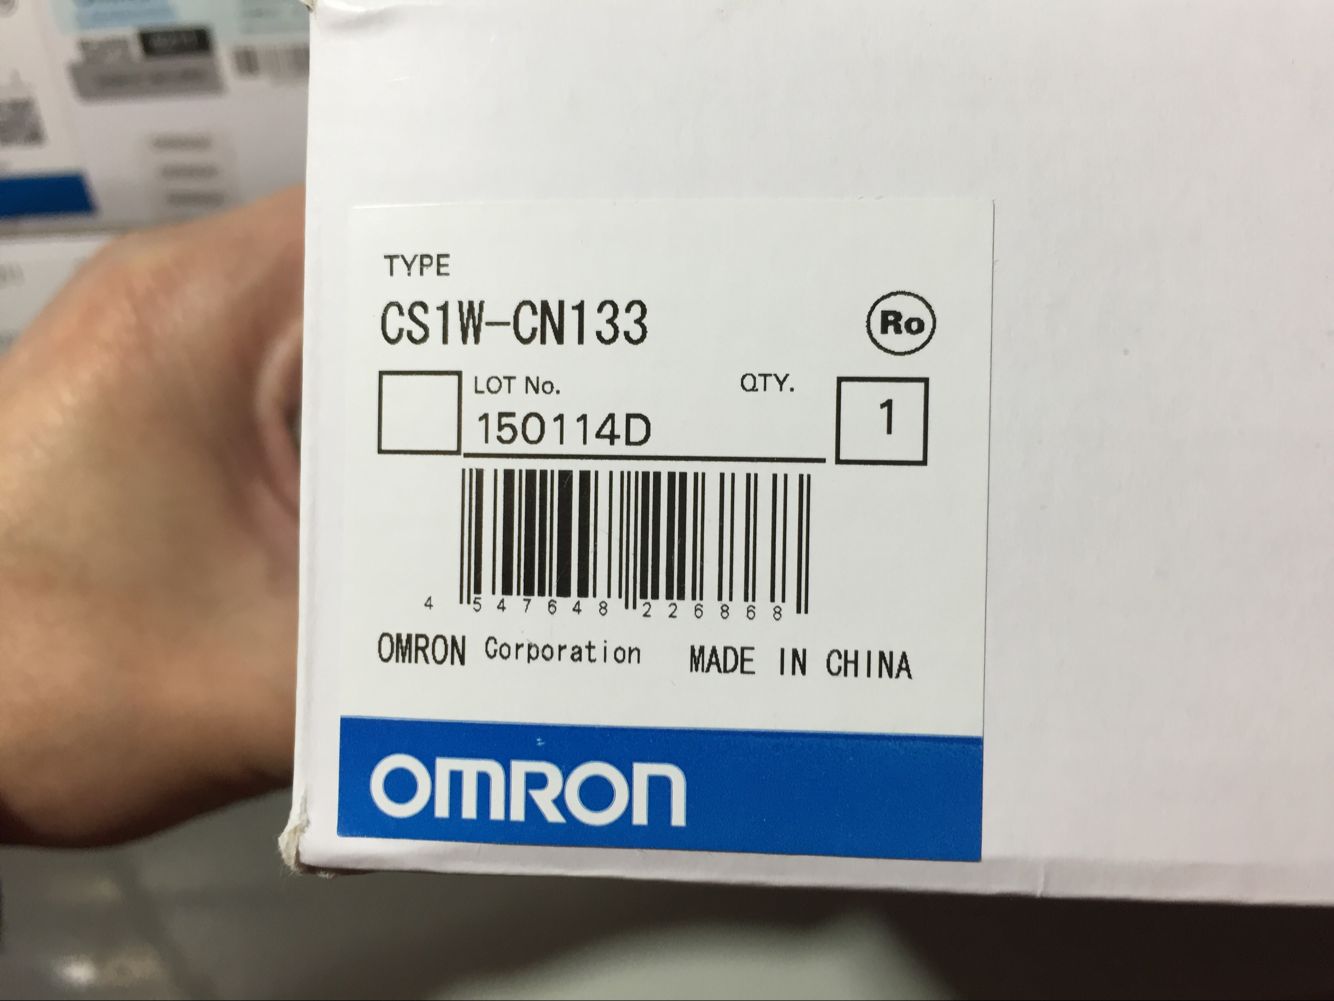 TYPE
CS1W-CN133
Ro
LOT No. QTY.
150114D 1
4 547648 226868
OMRON Corporation MADE IN CHINA
OMRON